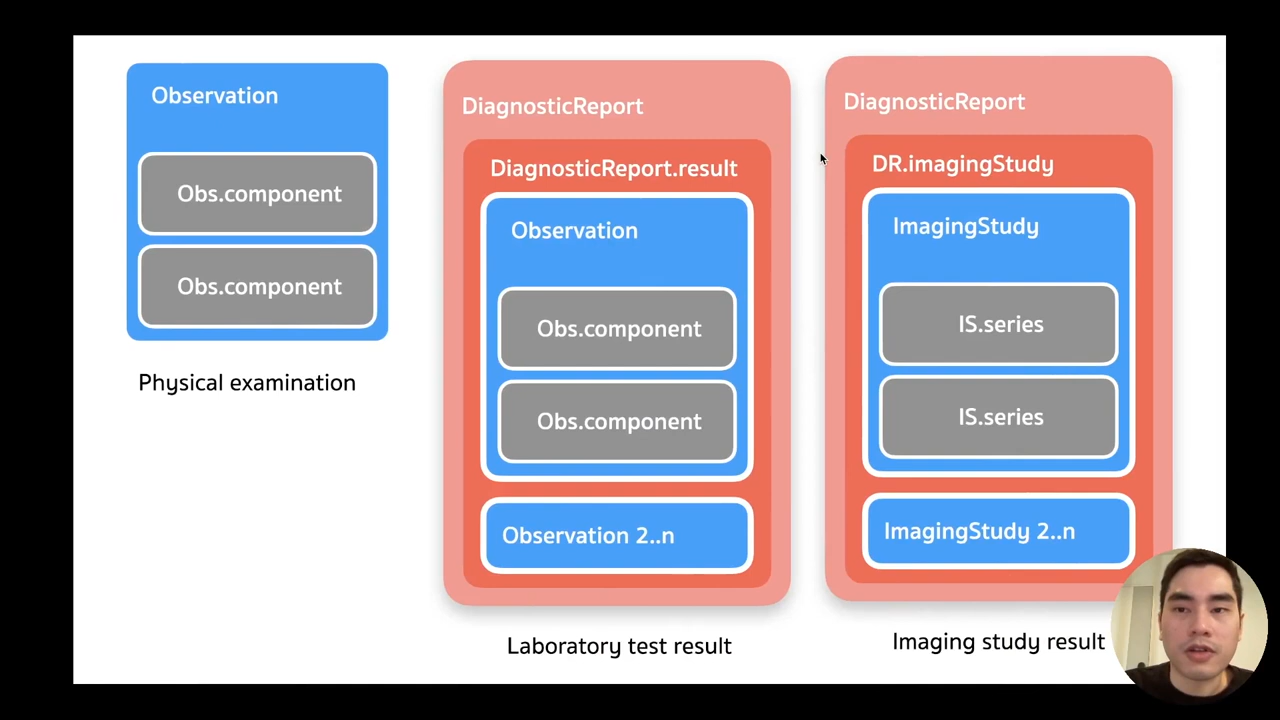 Observation
Obs.component
Obs.component
Physical examination
DiagnosticReport
DiagnosticReport.result
Observation
Obs.component
Obs.component
Observation 2..n
Laboratory test result
DiagnosticReport
DR.imagingStudy
ImagingStudy
IS.series
IS.series
ImagingStudy 2..n
Imaging study result